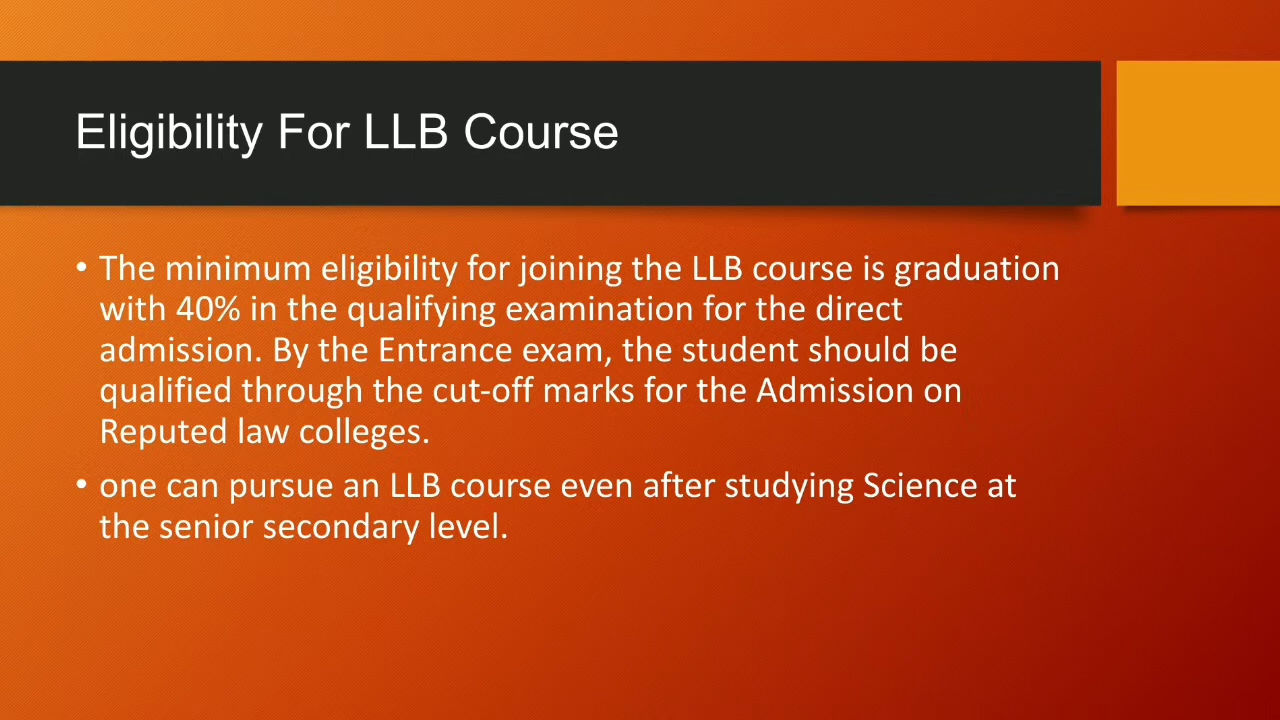 Eligibility For LLB Course
• The minimum eligibility for joining the LLB course is graduation
with 40% in the qualifying examination for the direct
admission. By the Entrance exam, the student should be
qualified through the cut-off marks for the Admission on
Reputed law colleges.
• one can pursue an LLB course even after studying Science at
the senior secondary level.